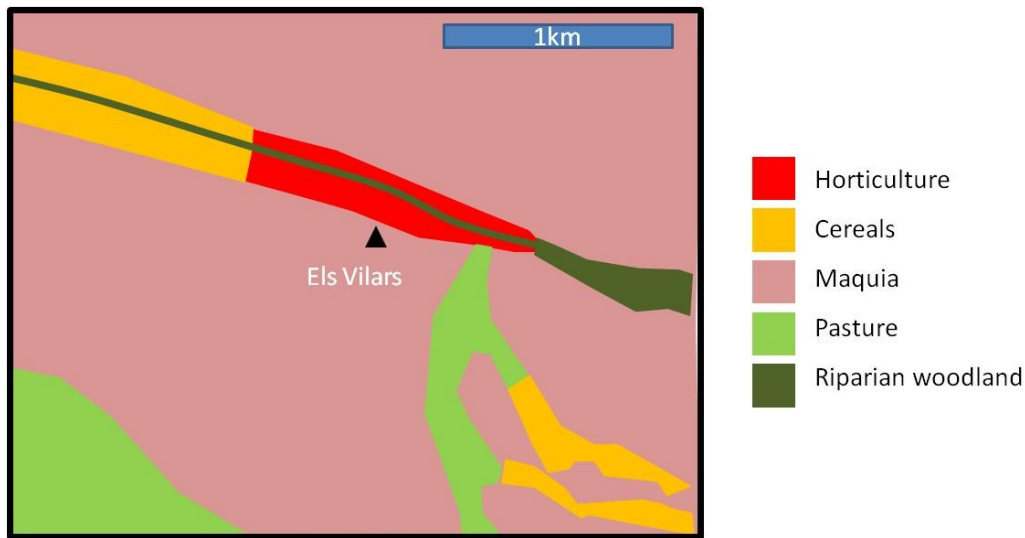 1km
Els Vilars
Horticulture
Cereals
Maquia
Pasture
Riparian woodland